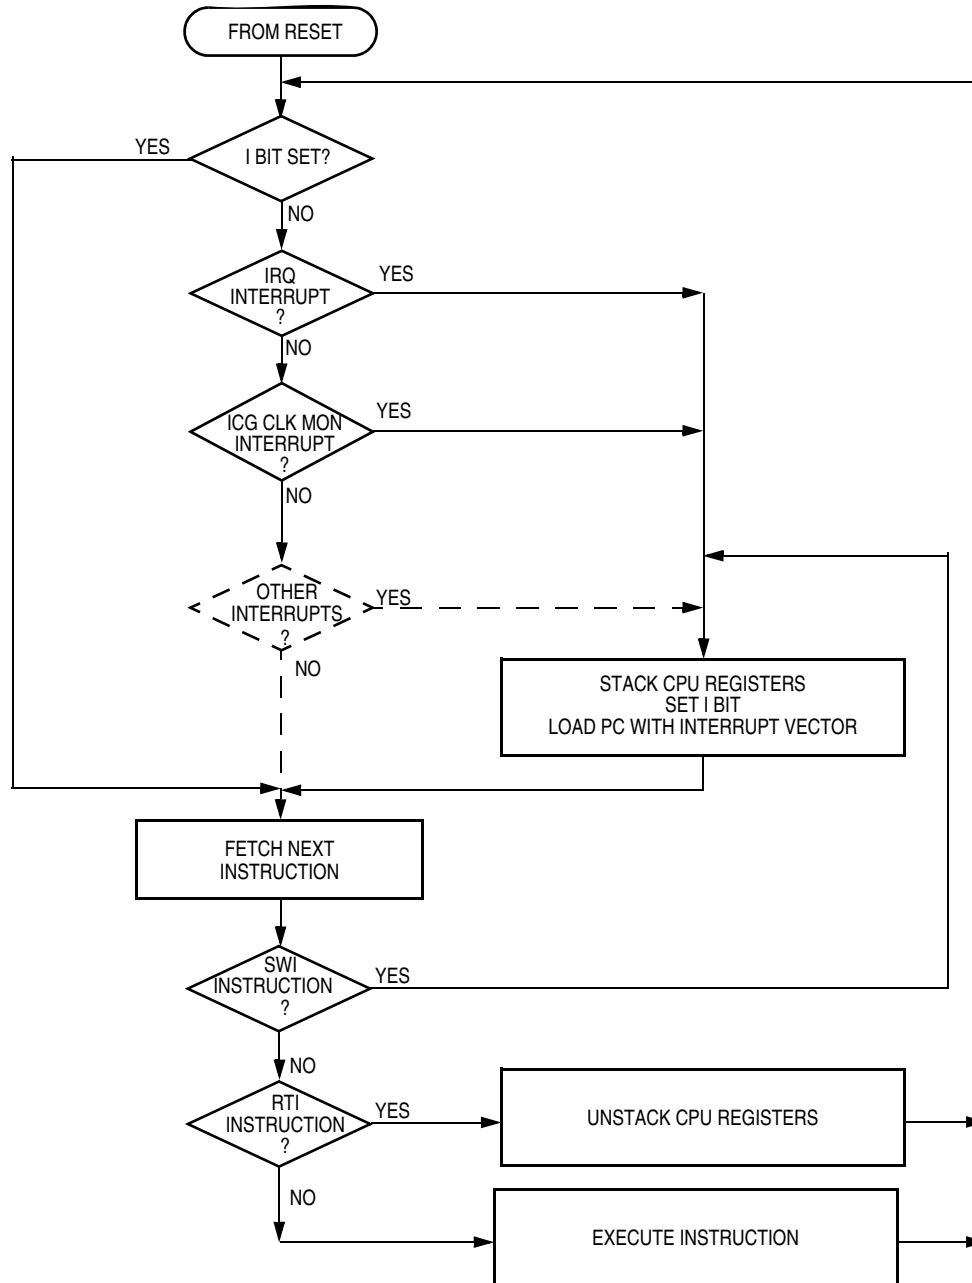 FROM RESET
YES
I BIT SET?
NO
IRQ
INTERRUPT
?
YES
NO
ICG CLK MON
INTERRUPT
?
YES
NO
OTHER
INTERRUPTS
?
YES
NO
STACK CPU REGISTERS
SET I BIT
LOAD PC WITH INTERRUPT VECTOR
FETCH NEXT
INSTRUCTION
SWI
INSTRUCTION
?
YES
NO
RTI
INSTRUCTION
?
YES
UNSTACK CPU REGISTERS
NO
EXECUTE INSTRUCTION